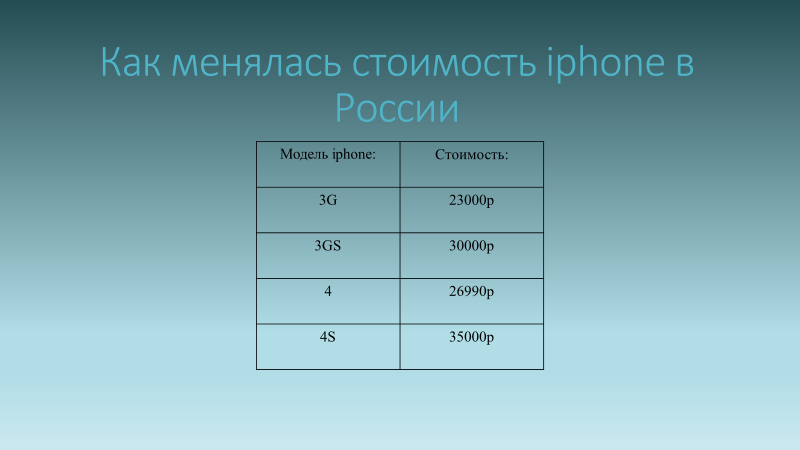 Как менялась стоимость iphone в
России
Модель iphone: Стоимость:
3G 23000р
3GS 30000р
4 26990р
4S 35000р